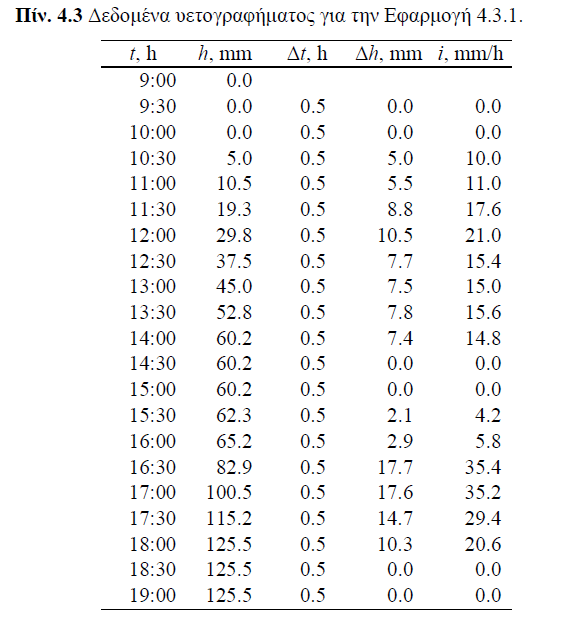 Πίν. 4.3 Δεδομένα υετογραφήματος για την Εφαρμογή 4.3.1.
t, h h, mm Δt, h Δh, mm i, mm/h
9:00 0.0
9:30 0.0 0.5 0.0 0.0
10:00 0.0 0.5 0.0 0.0
10:30 5.0 0.5 5.0 10.0
11:00 10.5 0.5 5.5 11.0
11:30 19.3 0.5 8.8 17.6
12:00 29.8 0.5 10.5 21.0
12:30 37.5 0.5 7.7 15.4
13:00 45.0 0.5 7.5 15.0
13:30 52.8 0.5 7.8 15.6
14:00 60.2 0.5 7.4 14.8
14:30 60.2 0.5 0.0 0.0
15:00 60.2 0.5 0.0 0.0
15:30 62.3 0.5 2.1 4.2
16:00 65.2 0.5 2.9 5.8
16:30 82.9 0.5 17.7 35.4
17:00 100.5 0.5 17.6 35.2
17:30 115.2 0.5 14.7 29.4
18:00 125.5 0.5 10.3 20.6
18:30 125.5 0.5 0.0 0.0
19:00 125.5 0.5 0.0 0.0